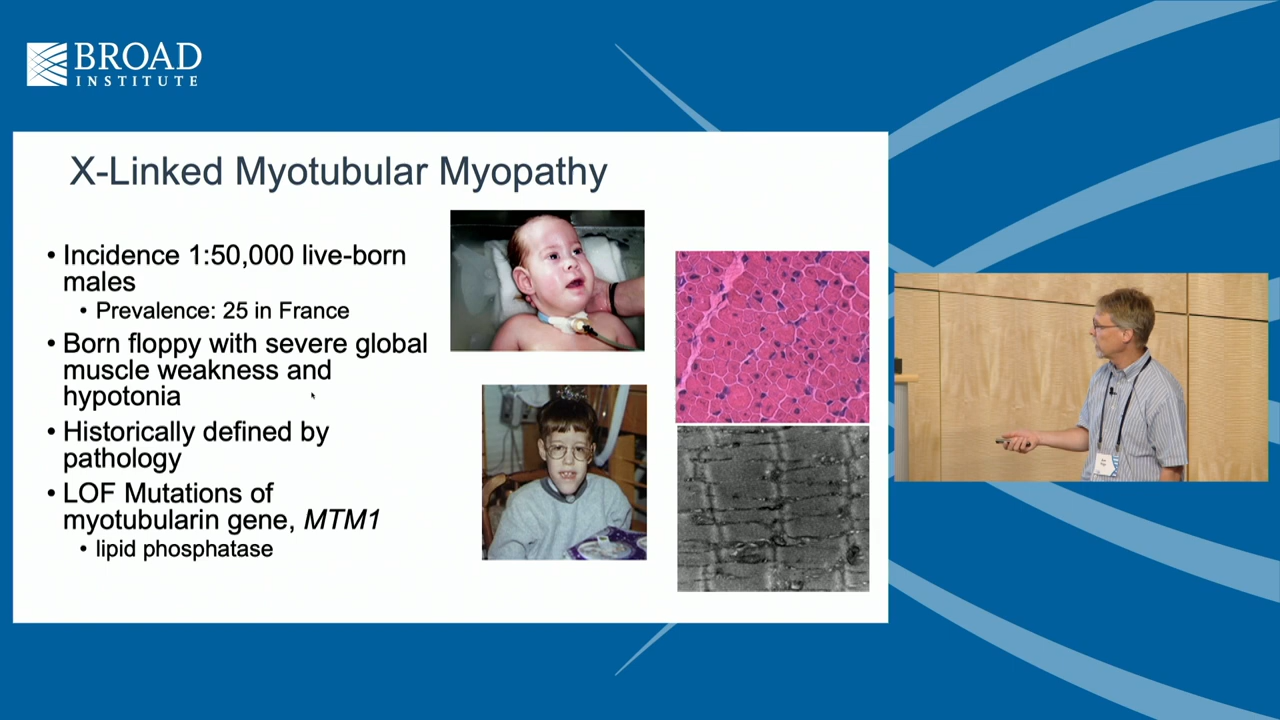 BROAD
INSTITUTE
X-Linked Myotubular Myopathy
• Incidence 1:50,000 live-born
males
• Prevalence: 25 in France
• Born floppy with severe global
muscle weakness and
hypotonia
• Historically defined by
pathology
• LOF Mutations of
myotubularin gene, MTM1
• lipid phosphatase